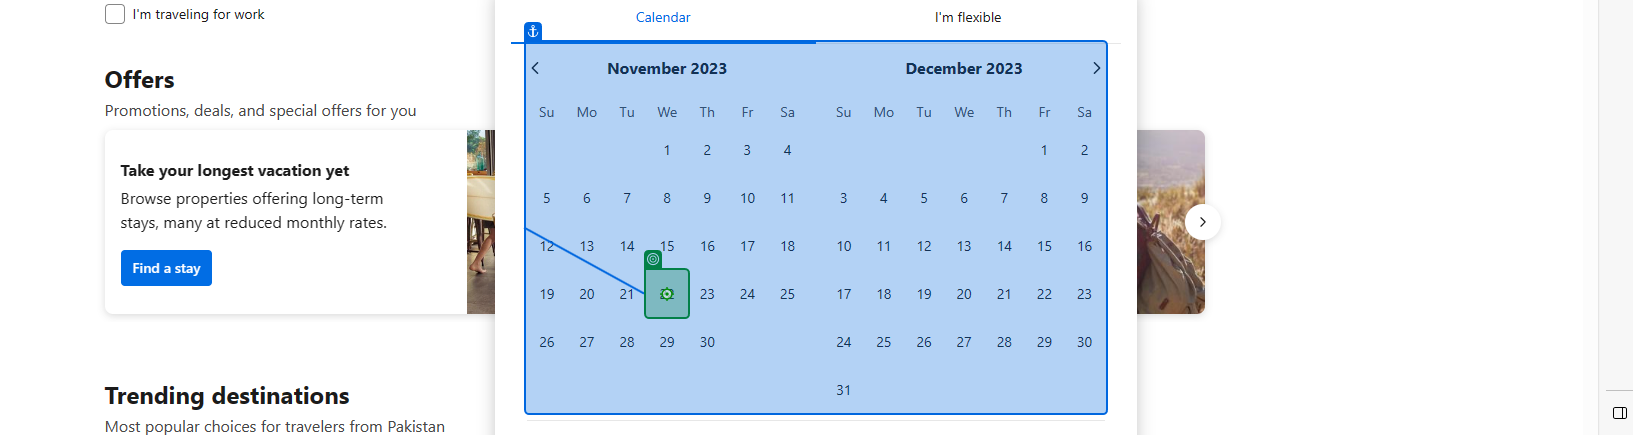 I'm traveling for work
Offers
Promotions, deals, and special offers for you
Take your longest vacation yet
Browse properties offering long-term
stays, many at reduced monthly rates.
Find a stay
Trending destinations
Most popular choices for travelers from Pakistan
Calendar
I'm flexible
November 2023
Su Mo Tu We Th Fr Sa
1 2 3 4
5 6 7 8 9 10 11
12 13 14 15 16 17 18
19 20 21 23 24 25
26 27 28 29 30
December 2023
Su Mo Tu We Th Fr Sa
1 2
3 4 5 6 7 8 9
10 11 12 13 14 15 16
17 18 19 20 21 22 23
24 25 26 27 28 29 30
31